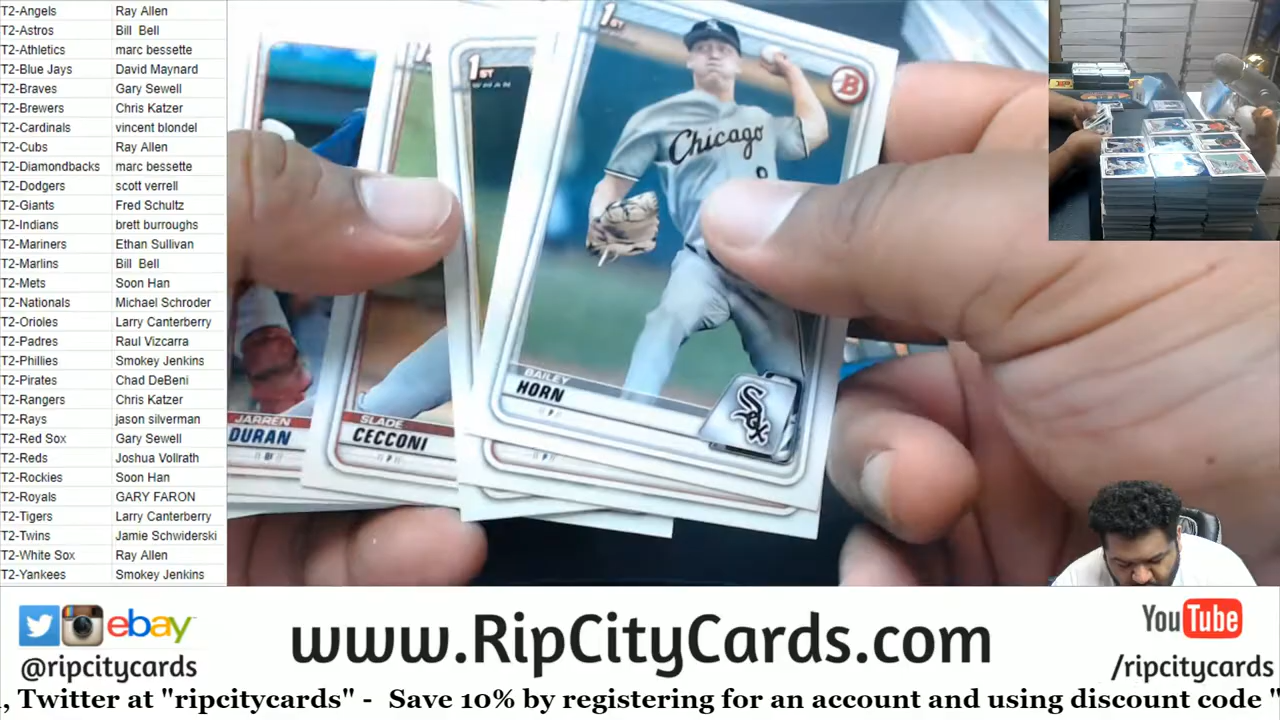 T2-Angels Ray Allen
T2-Astros Bill Bell
T2-Athletics marc bessette
T2-Blue Jays David Maynard
T2-Braves Gary Sewell
T2-Brewers Chris Katzer
T2-Cardinals vincent blondel
T2-Cubs Ray Allen
T2-Diamondbacks marc bessette
T2-Dodgers scott verrell
T2-Giants Fred Schultz
T2-Indians brett burroughs
T2-Mariners Ethan Sullivan
T2-Marlins Bill Bell
T2-Mets Soon Han
T2-Nationals Michael Schroder
T2-Orioles Larry Canterberry
T2-Padres Raul Vizcarra
T2-Phillies Smokey Jenkins
T2-Pirates Chad DeBeni
T2-Rangers Chris Katzer
T2-Rays jason silverman
T2-Red Sox Gary Sewell
T2-Reds Joshua Vollrath
T2-Rockies Soon Han
T2-Royals GARY FARON
T2-Tigers Larry Canterberry
T2-Twins Jamie Schwiderski
T2-White Sox Ray Allen
T2-Yankees Smokey Jenkins
1ST
1ST
B
Chicago
BAILEY
HORN
P
Sox
SLADE
CECCONI
P
JARREN
DURAN
OF
ebay
@ripcitycards
www.RipCityCards.com
YouTube
/ripcitycards
, Twitter at "ripcitycards" - Save 10% by registering for an account and using discount code "